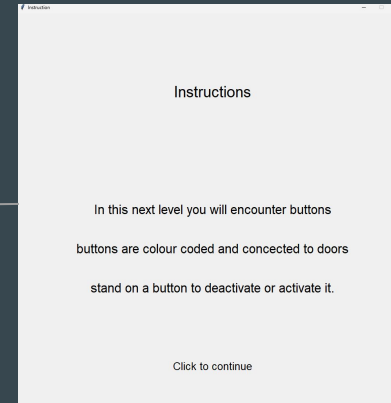 Instruction
Instructions
In this next level you will encounter buttons
buttons are colour coded and concected to doors
stand on a button to deactivate or activate it.
Click to continue